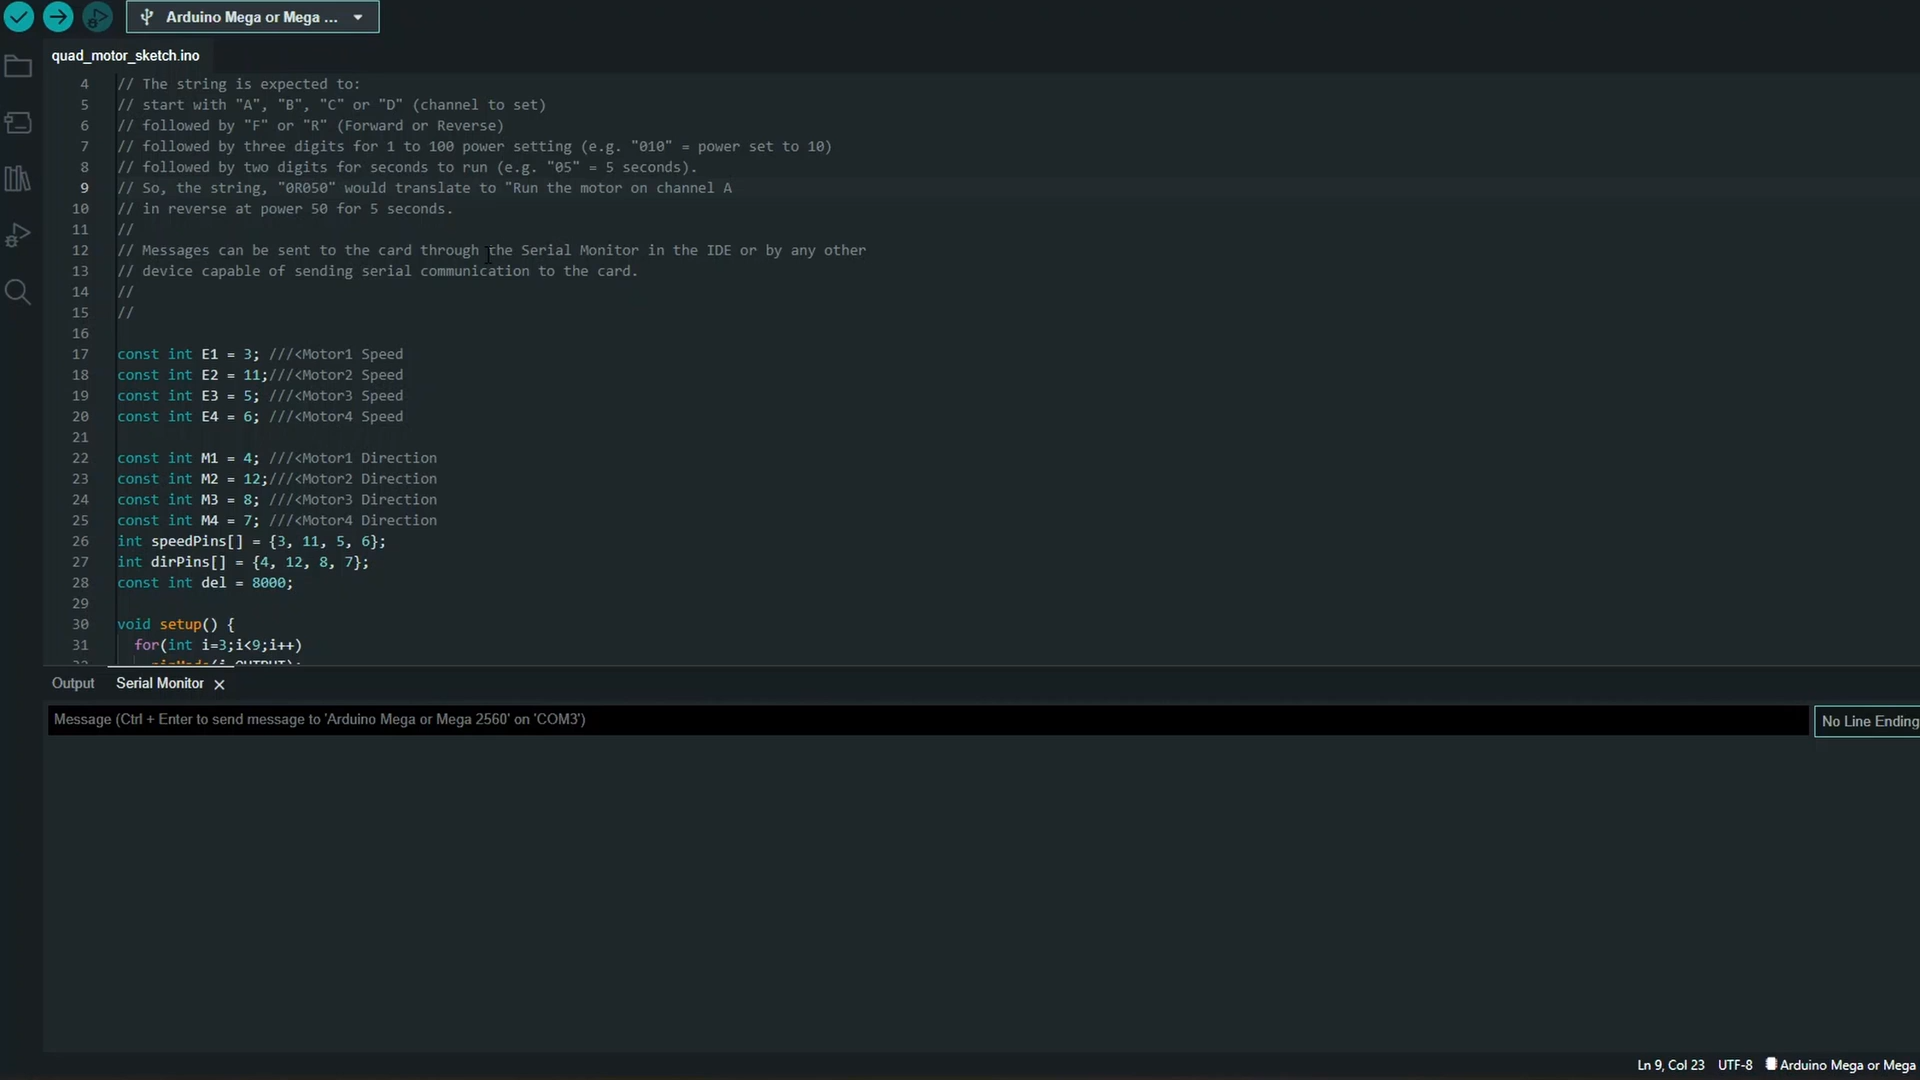 Arduino Mega or Mega ...
quad_motor_sketch.ino
4 // The string is expected to:
5 // start with "A", "B", "C" or "D" (channel to set)
6 // followed by "F" or "R" (Forward or Reverse)
7 // followed by three digits for 1 to 100 power setting (e.g. "010" = power set to 10)
8 // followed by two digits for seconds to run (e.g. "05" = 5 seconds).
9 // So, the string, "0R050" would translate to "Run the motor on channel A
10 // in reverse at power 50 for 5 seconds.
11 //
12 // Messages can be sent to the card through the Serial Monitor in the IDE or by any other
13 // device capable of sending serial communication to the card.
14 //
15 //
16
17 const int E1 = 3; ///<Motor1 Speed
18 const int E2 = 11;///<Motor2 Speed
19 const int E3 = 5; ///<Motor3 Speed
20 const int E4 = 6; ///<Motor4 Speed
21
22 const int M1 = 4; ///<Motor1 Direction
23 const int M2 = 12;///<Motor2 Direction
24 const int M3 = 8; ///<Motor3 Direction
25 const int M4 = 7; ///<Motor4 Direction
26 int speedPins[] = {3, 11, 5, 6};
27 int dirPins[] = {4, 12, 8, 7};
28 const int del = 8000;
29
30 void setup() {
31 for(int i=3;i<9;i++)
32 pinMode(i,OUTPUT);
Output Serial Monitor
Message (Ctrl + Enter to send message to 'Arduino Mega or Mega 2560' on 'COM3')
No Line Ending
Ln 9, Col 23 UTF-8 Arduino Mega or Mega